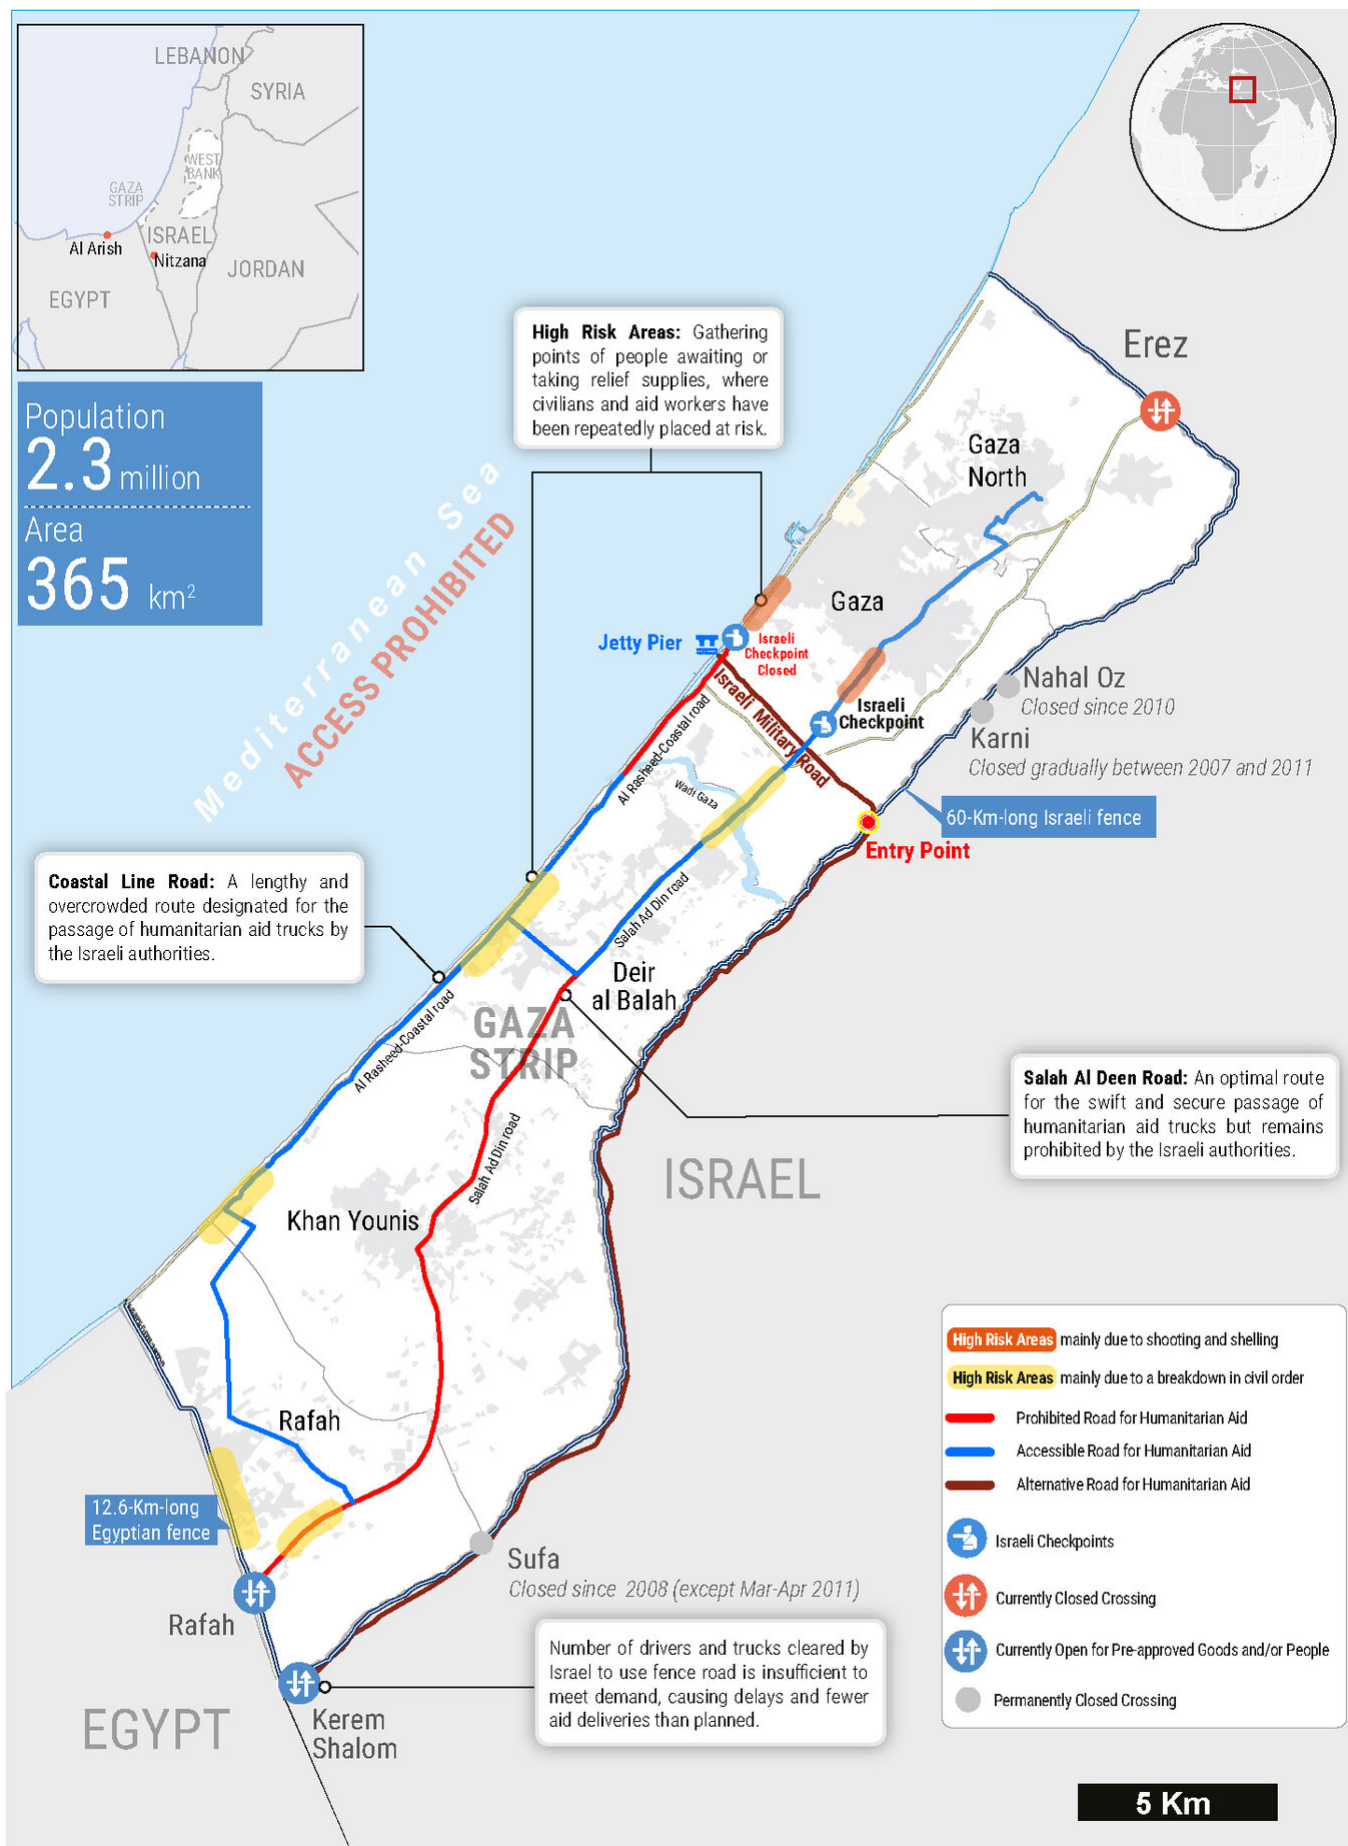 LEBANON
SYRIA
WEST
BANK
GAZA
STRIP
ISRAEL
Al Arish
Nitzana
JORDAN
EGYPT
Population
2.3 million
Area
365 km²
High Risk Areas: Gathering
points of people awaiting or
taking relief supplies, where
civilians and aid workers have
been repeatedly placed at risk.
Mediterranean Sea
ACCESS PROHIBITED
Erez
Gaza
North
Gaza
Jetty Pier
Israeli
Checkpoint
Closed
Israeli Military Road
Israeli
Checkpoint
Nahal Oz
Closed since 2010
Karni
Closed gradually between 2007 and 2011
60-Km-long Israeli fence
Entry Point
Al Rasheed-Coastal road
Wadi Gaza
Salah Ad Din road
Coastal Line Road: A lengthy and
overcrowded route designated for the
passage of humanitarian aid trucks by
the Israeli authorities.
Deir
al Balah
GAZA
STRIP
Al Rasheed-Coastal road
Salah Ad Din road
Salah Al Deen Road: An optimal route
for the swift and secure passage of
humanitarian aid trucks but remains
prohibited by the Israeli authorities.
ISRAEL
Khan Younis
Rafah
12.6-Km-long
Egyptian fence
Sufa
Closed since 2008 (except Mar-Apr 2011)
Rafah
Number of drivers and trucks cleared by
Israel to use fence road is insufficient to
meet demand, causing delays and fewer
aid deliveries than planned.
EGYPT
Kerem
Shalom
High Risk Areas mainly due to shooting and shelling
High Risk Areas mainly due to a breakdown in civil order
Prohibited Road for Humanitarian Aid
Accessible Road for Humanitarian Aid
Alternative Road for Humanitarian Aid
Israeli Checkpoints
Currently Closed Crossing
Currently Open for Pre-approved Goods and/or People
Permanently Closed Crossing
5 Km